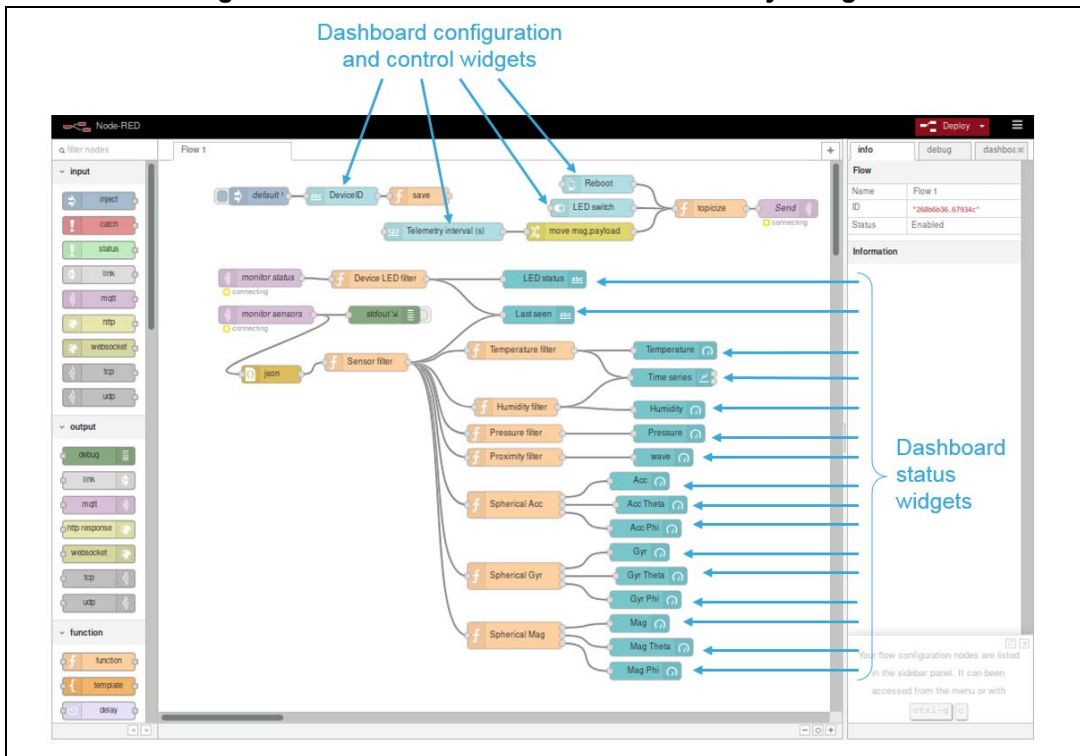 Dashboard configuration
and control widgets
Node-RED
Deploy
filter nodes
Flow 1
info
debug
input
inject
catch
status
link
mqtt
http
websocket
tcp
udp
output
debug
link
mqtt
http response
websocket
tcp
udp
function
function
template
delay
DeviceID
save
Reboot
LED switch
topicize
Send
connecting
Telemetry interval (s)
move msg.payload
monitor status
connecting
Device LED filter
LED status
abc
monitor sensors
connecting
stdout
Last seen
abc
json
Sensor filter
Temperature filter
Temperature
Time series
Humidity filter
Humidity
Pressure filter
Pressure
Proximity filter
wave
Spherical Acc
Acc
Acc Theta
Acc Phi
Spherical Gyr
Gyr
Gyr Theta
Gyr Phi
Spherical Mag
Mag
Mag Theta
Mag Phi
Flow
Name Flow 1
ID "268b6b36.67934c"
Status Enabled
Information
Dashboard
status
widgets
Your flow configuration nodes are listed
in the sidebar panel. It can been
accessed from the menu or with
ctrl-g c